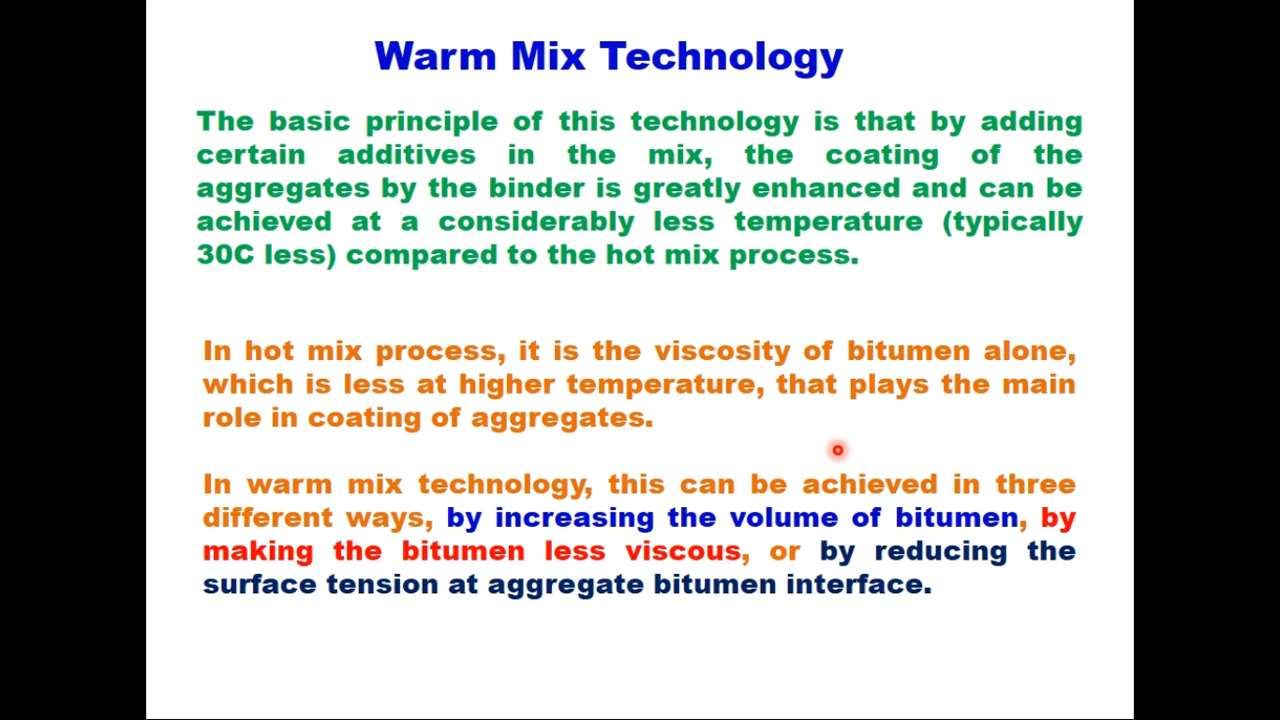 Warm Mix Technology
The basic principle of this technology is that by adding
certain additives in the mix, the coating of the
aggregates by the binder is greatly enhanced and can be
achieved at a considerably less temperature (typically
30C less) compared to the hot mix process.
In hot mix process, it is the viscosity of bitumen alone,
which is less at higher temperature, that plays the main
role in coating of aggregates.
In warm mix technology, this can be achieved in three
different ways, by increasing the volume of bitumen, by
making the bitumen less viscous, or by reducing the
surface tension at aggregate bitumen interface.